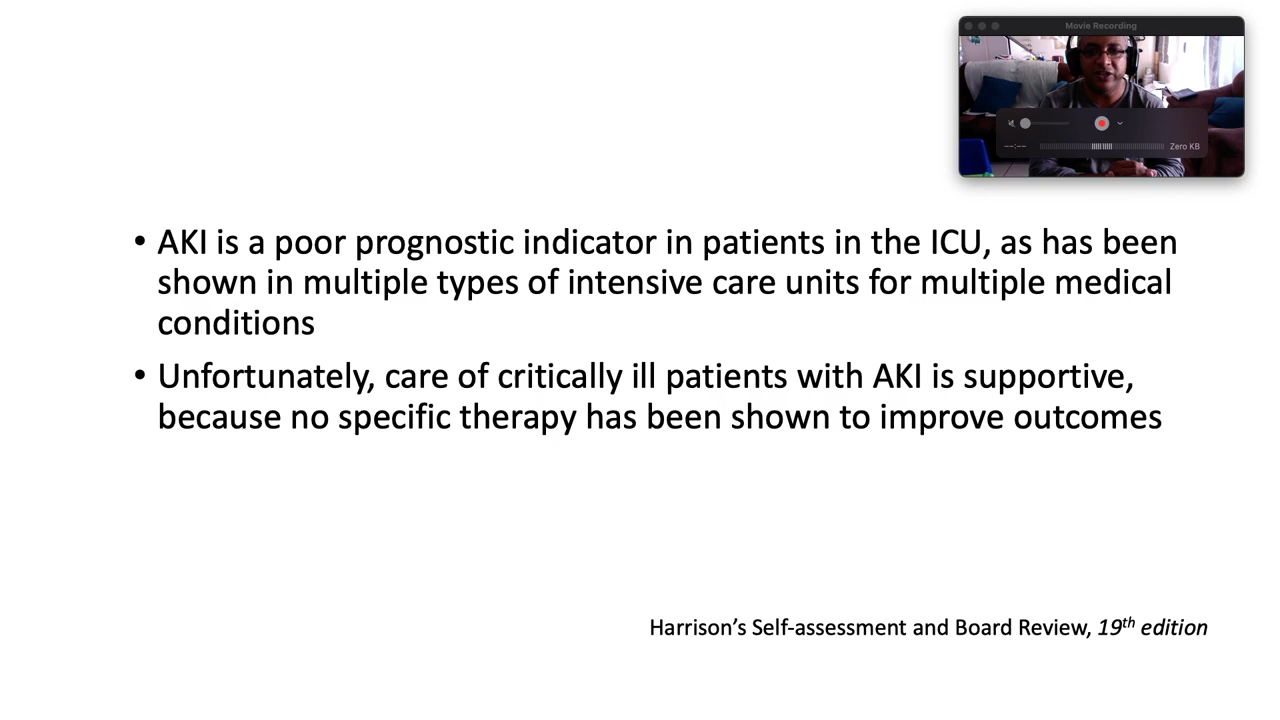 Movie Recording
--:--
Zero KB
• AKI is a poor prognostic indicator in patients in the ICU, as has been
shown in multiple types of intensive care units for multiple medical
conditions
• Unfortunately, care of critically ill patients with AKI is supportive,
because no specific therapy has been shown to improve outcomes
Harrison’s Self-assessment and Board Review, 19th edition